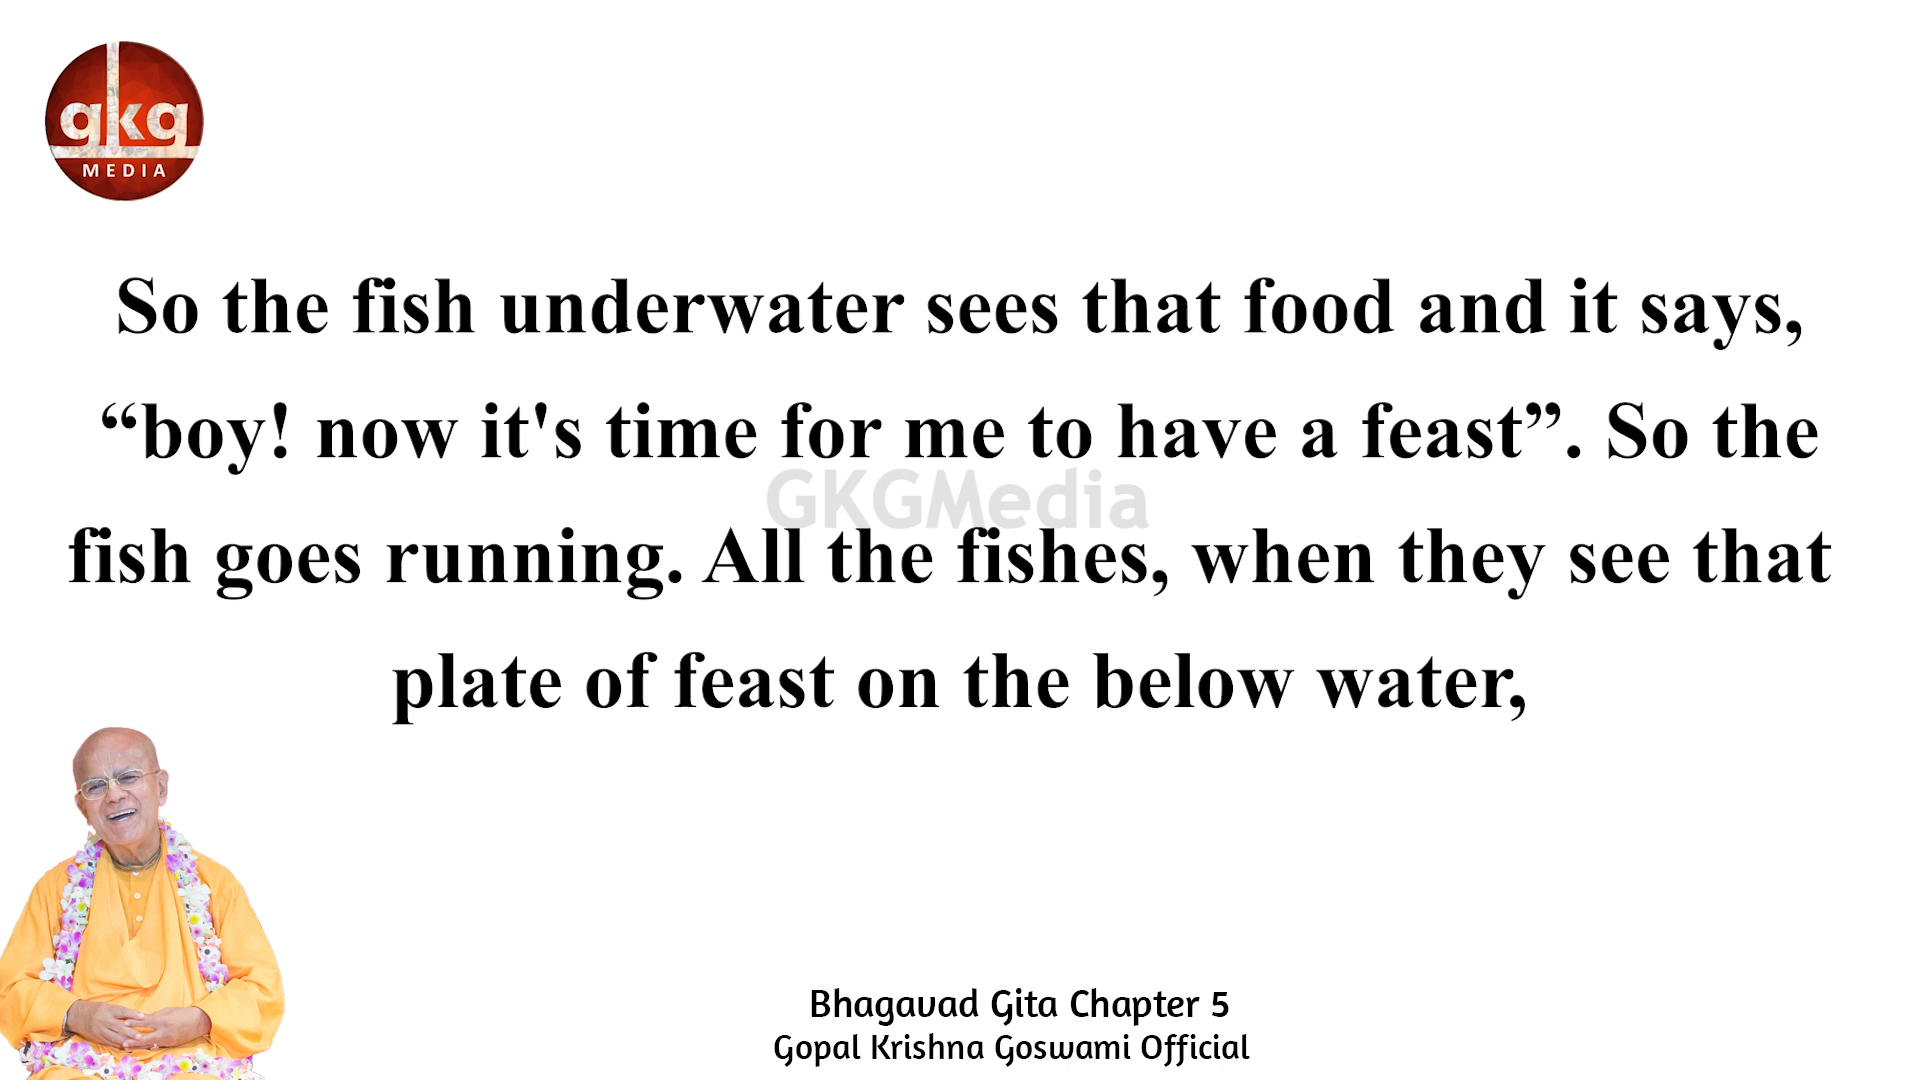 gkg
MEDIA
So the fish underwater sees that food and it says,
“boy! now it's time for me to have a feast”. So the
GKGMedia
fish goes running. All the fishes, when they see that
plate of feast on the below water,
Bhagavad Gita Chapter 5
Gopal Krishna Goswami Official